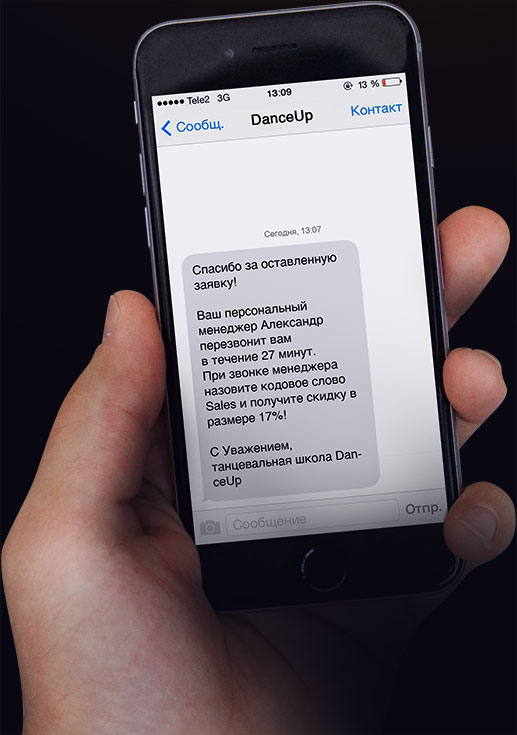 Tele2 3G 13:09 13 %
Сообщ. DanceUp Контакт
Сегодня, 13:07
Спасибо за оставленную
заявку!
Ваш персональный
менеджер Александр
перезвонит вам
в течение 27 минут.
При звонке менеджера
назовите кодовое слово
Sales и получите скидку в
размере 17%!
С Уважением,
танцевальная школа Dan-
ceUp
Сообщение Отпр.